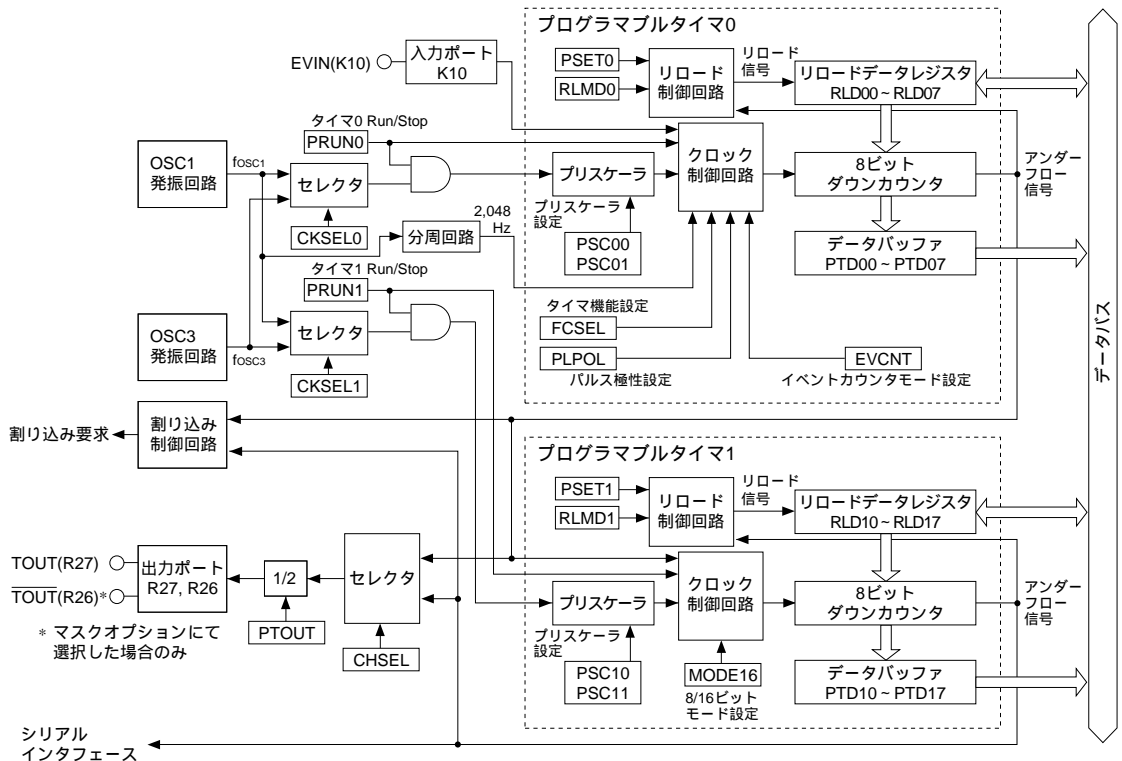 プログラマブルタイマ0
EVIN(K10)
入力ポート
K10
PSET0
RLMD0
リロード
制御回路
リロード
信号
リロードデータレジスタ
RLD00 ~ RLD07
タイマ0 Run/Stop
PRUN0
OSC1
発振回路
fOSC1
セレクタ
CKSEL0
プリスケーラ
プリスケーラ
設定
PSC00
PSC01
クロック
制御回路
8ビット
ダウンカウンタ
アンダー
フロー
信号
2,048
Hz
分周回路
データバッファ
PTD00 ~ PTD07
タイマ1 Run/Stop
PRUN1
OSC3
発振回路
fOSC3
セレクタ
CKSEL1
タイマ機能設定
FCSEL
PLPOL
パルス極性設定
EVCNT
イベントカウンタモード設定
データバス
割り込み要求
割り込み
制御回路
プログラマブルタイマ1
PSET1
RLMD1
リロード
制御回路
リロード
信号
リロードデータレジスタ
RLD10 ~ RLD17
TOUT(R27)
TOUT(R26)*
出力ポート
R27, R26
1/2
PTOUT
セレクタ
CHSEL
* マスクオプションにて
選択した場合のみ
プリスケーラ
プリスケーラ
設定
PSC10
PSC11
クロック
制御回路
MODE16
8/16ビット
モード設定
8ビット
ダウンカウンタ
アンダー
フロー
信号
データバッファ
PTD10 ~ PTD17
シリアル
インタフェース